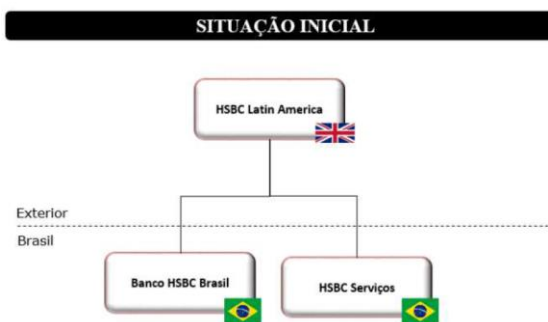 SITUAÇÃO INICIAL
HSBC Latin America
Exterior
Brasil
Banco HSBC Brasil
HSBC Serviços